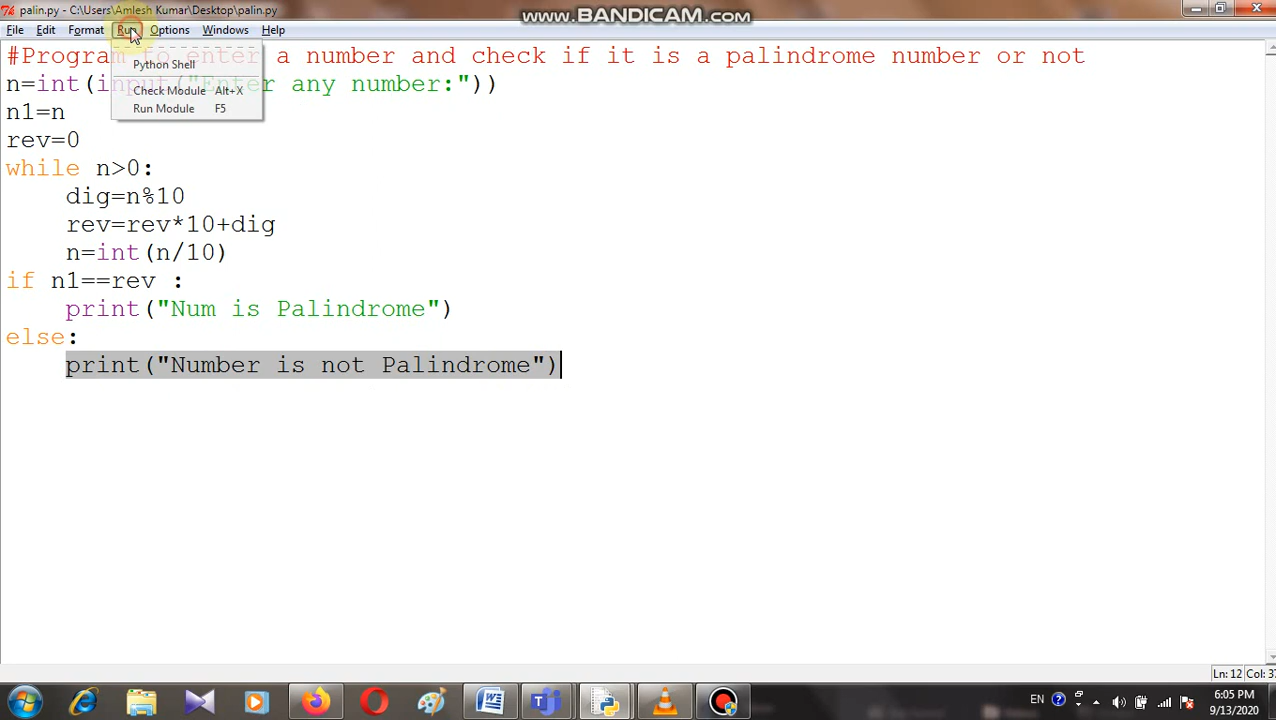 palin.py - C:\Users\Amlesh Kumar\Desktop\palin.py
www.BANDICAM.com
File Edit Format Run Options Windows Help
#Program to enter a number and check if it is a palindrome number or not
Python Shell
n=int(input("Enter any number:"))
Check Module Alt+X
Run Module F5
n1=n
rev=0
while n>0:
dig=n%10
rev=rev*10+dig
n=int(n/10)
if n1==rev :
print("Num is Palindrome")
else:
print("Number is not Palindrome")
Ln: 12 Col: 37
EN
6:05 PM
9/13/2020